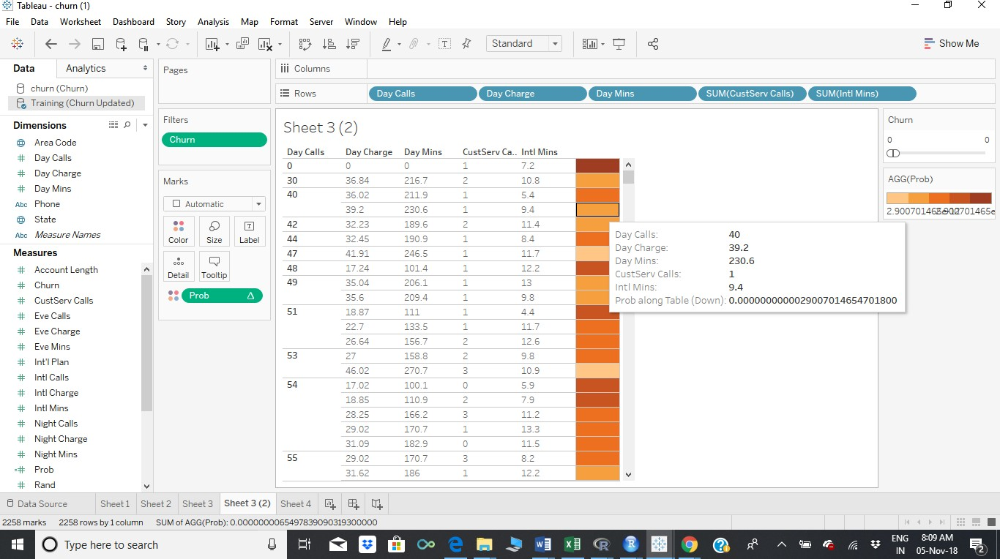 Tableau - churn (1)
File Data Worksheet Dashboard Story Analysis Map Format Server Window Help
Standard
Show Me
Data Analytics
churn (Churn)
Training (Churn Updated)
Dimensions
Area Code
Day Calls
Day Charge
Day Mins
Abc Phone
State
Abc Measure Names
Measures
Account Length
Churn
CustServ Calls
Eve Calls
Eve Charge
Eve Mins
Int'l Plan
Intl Calls
Intl Charge
Intl Mins
Night Calls
Night Charge
Night Mins
Prob
Rand
Pages
Filters
Churn
Marks
Automatic
Color Size Label
Detail Tooltip
Prob
Columns
Rows Day Calls Day Charge Day Mins SUM(CustServ Calls) SUM(Intl Mins)
Sheet 3 (2)
Day Calls Day Charge Day Mins CustServ Ca.. Intl Mins
0 0 0 1 7.2
30 36.84 216.7 2 10.8
40 36.02 211.9 1 5.4
39.2 230.6 1 9.4
42 32.23 189.6 2 11.4
44 32.45 190.9 1 8.4
47 41.91 246.5 1 11.7
48 17.24 101.4 1 12.2
49 35.04 206.1 1 13
35.6 209.4 1 9.8
51 18.87 111 1 4.4
22.7 133.5 1 11.7
26.64 156.7 2 12.6
53 27 158.8 2 9.8
46.02 270.7 3 10.9
54 17.02 100.1 0 5.9
18.85 110.9 2 7.9
28.25 166.2 3 11.2
29.02 170.7 1 13.3
31.09 182.9 0 11.5
55 29.02 170.7 3 8.2
31.62 186 1 12.2
Day Calls: 40
Day Charge: 39.2
Day Mins: 230.6
CustServ Calls: 1
Intl Mins: 9.4
Prob along Table (Down): 0.0000000000029007014654701800
Churn
0 0
AGG(Prob)
Data Source Sheet 1 Sheet 2 Sheet 3 Sheet 3 (2) Sheet 4
2258 marks 2258 rows by 1 column SUM of AGG(Prob): 0.0000000065497839090319300000
Type here to search
ENG 8:09 AM
IN 05-Nov-18
2